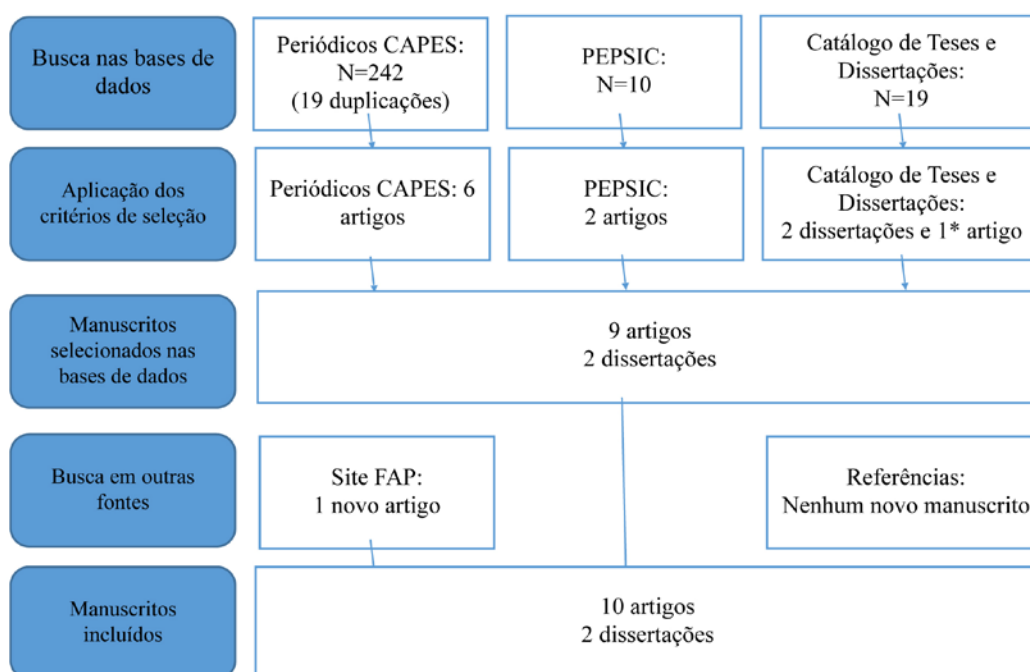 Busca nas bases de
dados
Periódicos CAPES:
N=242
(19 duplicações)
PEPSIC:
N=10
Catálogo de Teses e
Dissertações:
N=19
Aplicação dos
critérios de seleção
Periódicos CAPES: 6
artigos
PEPSIC:
2 artigos
Catálogo de Teses e
Dissertações:
2 dissertações e 1* artigo
Manuscritos
selecionados nas
bases de dados
9 artigos
2 dissertações
Busca em outras
fontes
Site FAP:
1 novo artigo
Referências:
Nenhum novo manuscrito
Manuscritos
incluídos
10 artigos
2 dissertações